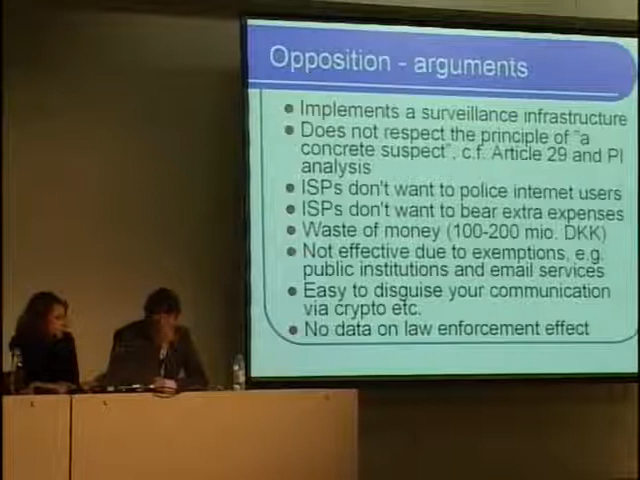 Opposition - arguments
Implements a surveillance infrastructure
Does not respect the principle of "a
concrete suspect", c.f. Article 29 and PI
analysis
ISPs don't want to police internet users
ISPs don't want to bear extra expenses
Waste of money (100-200 mio. DKK)
Not effective due to exemptions, e.g.
public institutions and email services
Easy to disguise your communication
via crypto etc.
No data on law enforcement effect